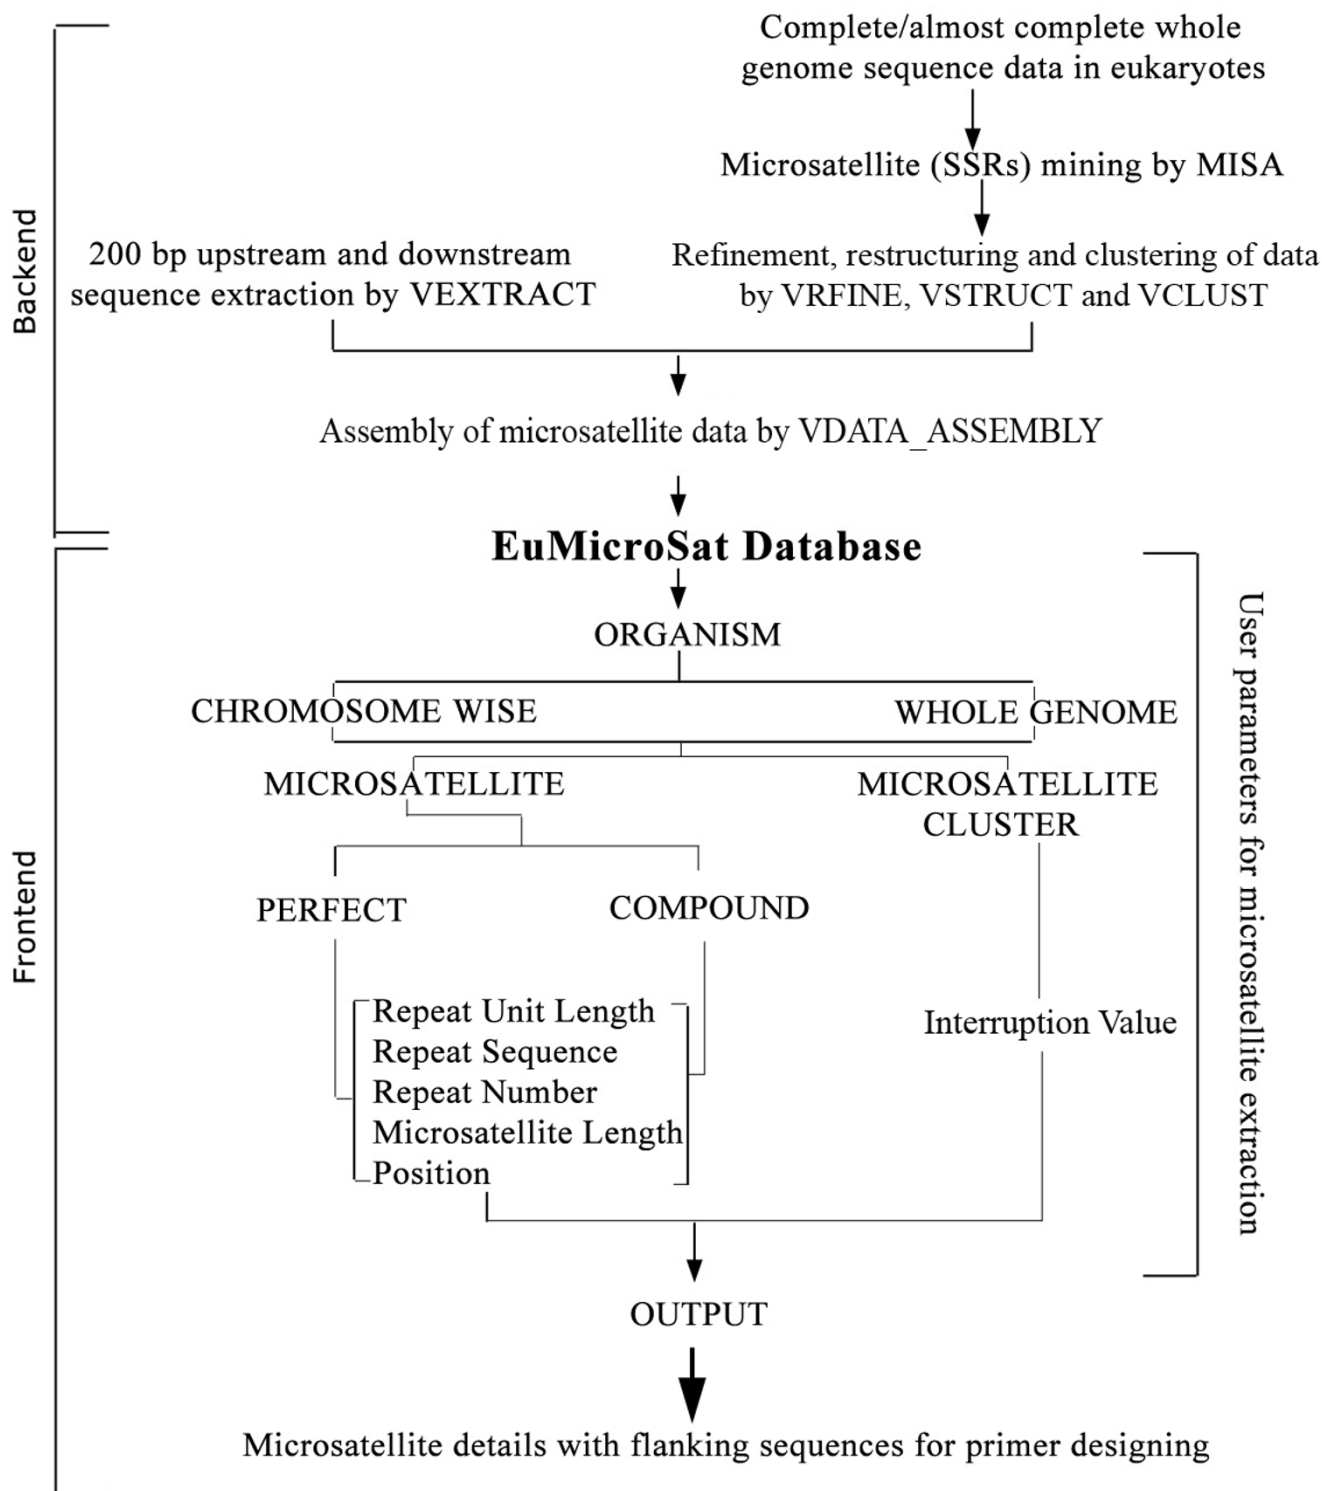 Complete/almost complete whole
genome sequence data in eukaryotes
Microsatellite (SSRs) mining by MISA
Backend
200 bp upstream and downstream
sequence extraction by VEXTRACT
Refinement, restructuring and clustering of data
by VRFINE, VSTRUCT and VCLUST
Assembly of microsatellite data by VDATA_ASSEMBLY
EuMicroSat Database
ORGANISM
CHROMOSOME WISE
WHOLE GENOME
MICROSATELLITE
MICROSATELLITE
CLUSTER
User parameters for microsatellite extraction
Frontend
PERFECT
COMPOUND
Repeat Unit Length
Repeat Sequence
Repeat Number
Microsatellite Length
Position
Interruption Value
OUTPUT
Microsatellite details with flanking sequences for primer designing